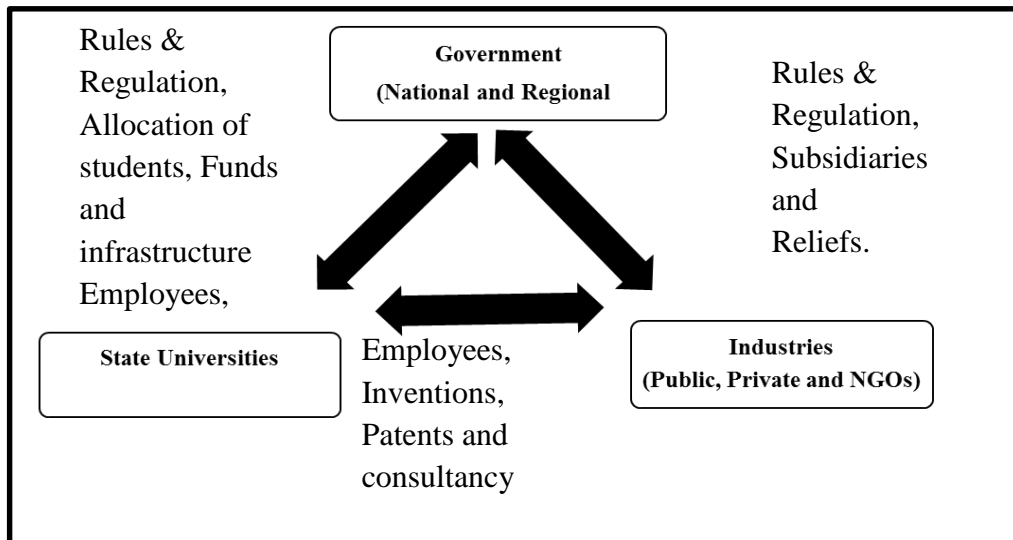 Rules &
Regulation,
Allocation of
students, Funds
and
infrastructure
Employees,
Government
(National and Regional
Rules &
Regulation,
Subsidiaries
and
Reliefs.
State Universities
Employees,
Inventions,
Patents and
consultancy
Industries
(Public, Private and NGOs)